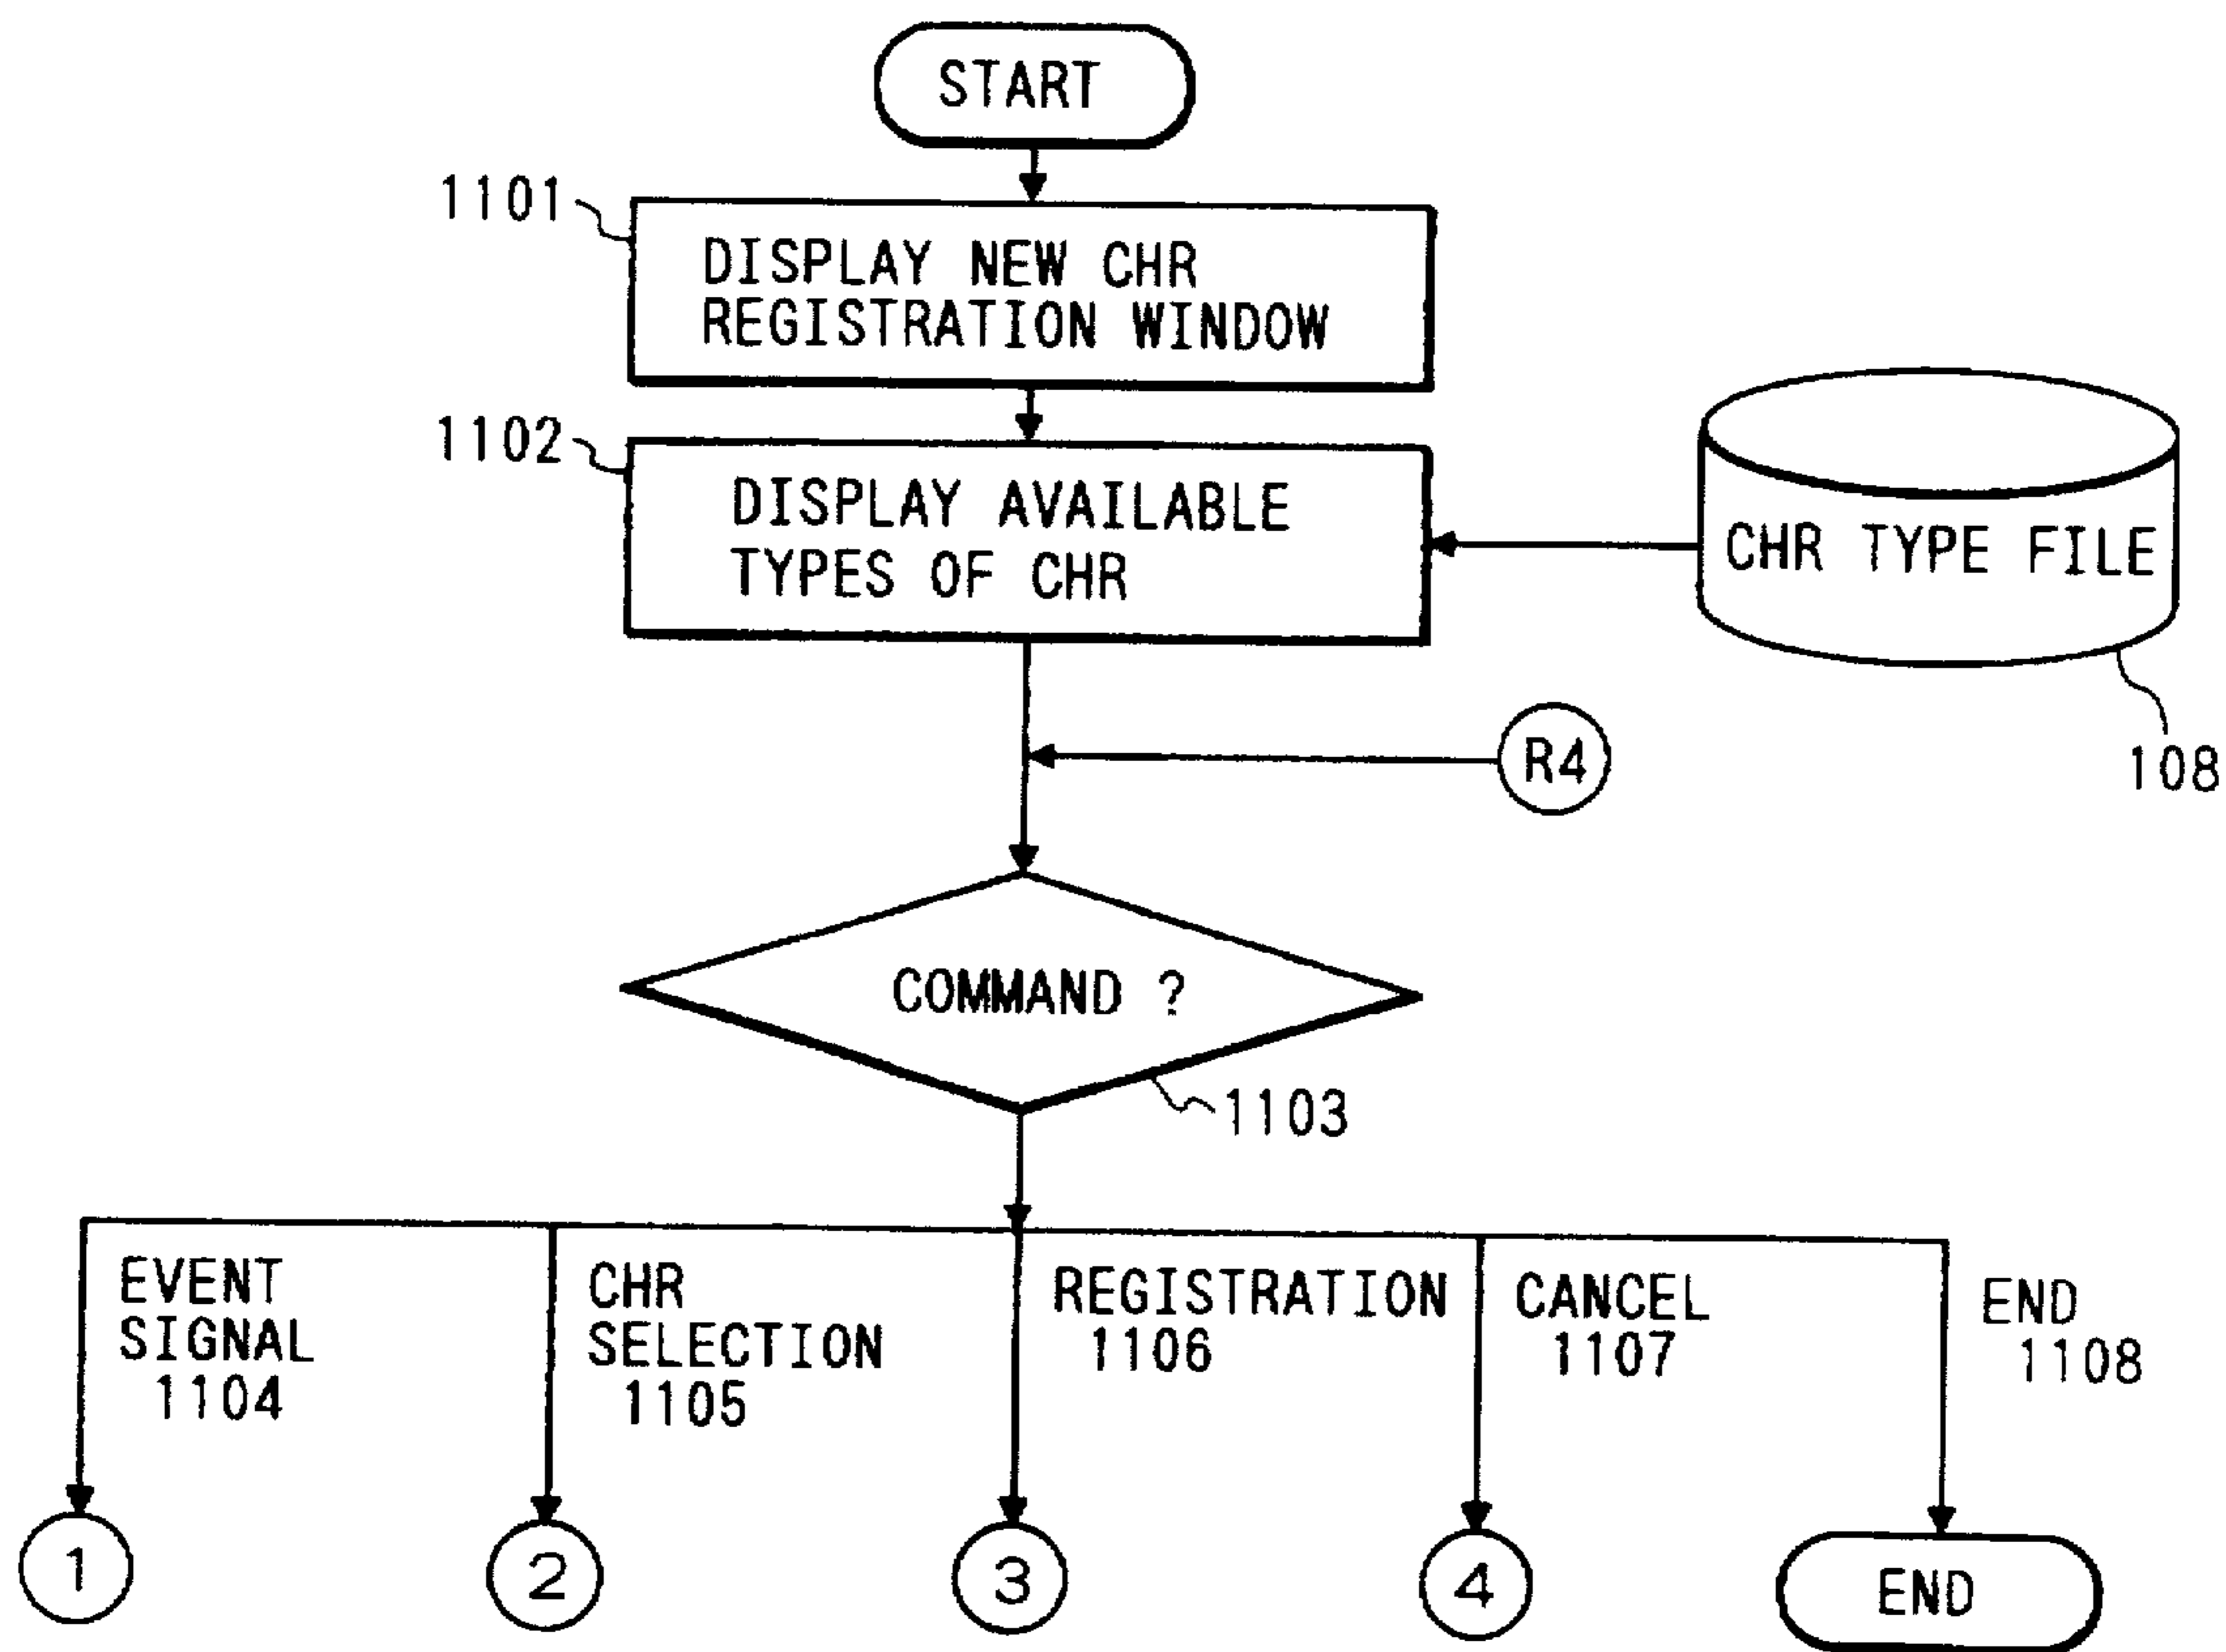 START
1101
DISPLAY NEW CHR
REGISTRATION WINDOW
1102
DISPLAY AVAILABLE
TYPES OF CHR
CHR TYPE FILE
108
R4
COMMAND ?
1103
EVENT
SIGNAL
1104
CHR
SELECTION
1105
REGISTRATION
1106
CANCEL
1107
END
1108
1
2
3
4
END